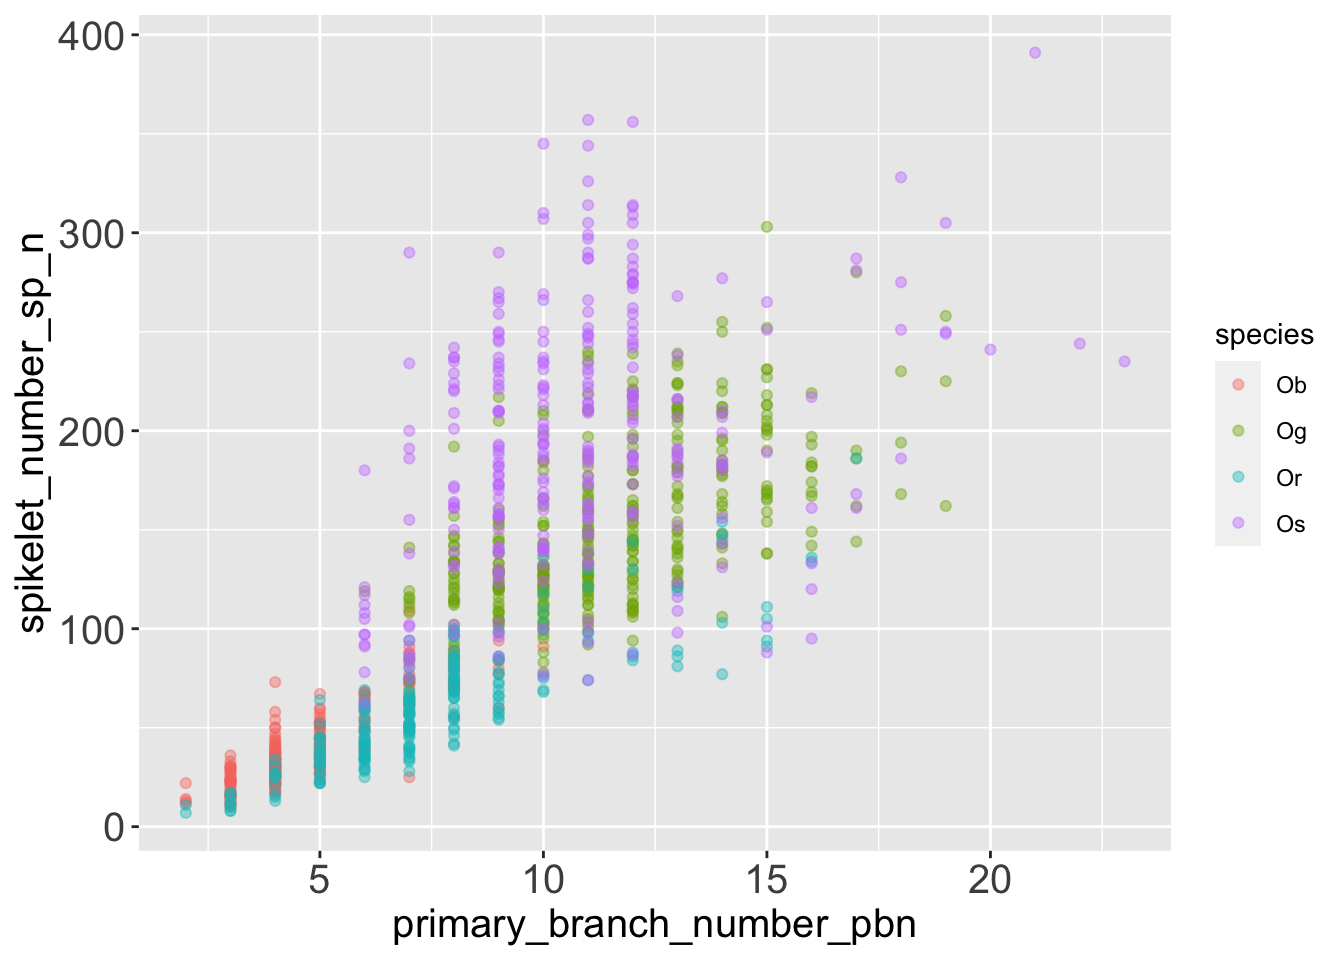 400
300
200
100
0
spikelet_number_sp_n
5 10 15 20
primary_branch_number_pbn
species
Ob
Og
Or
Os